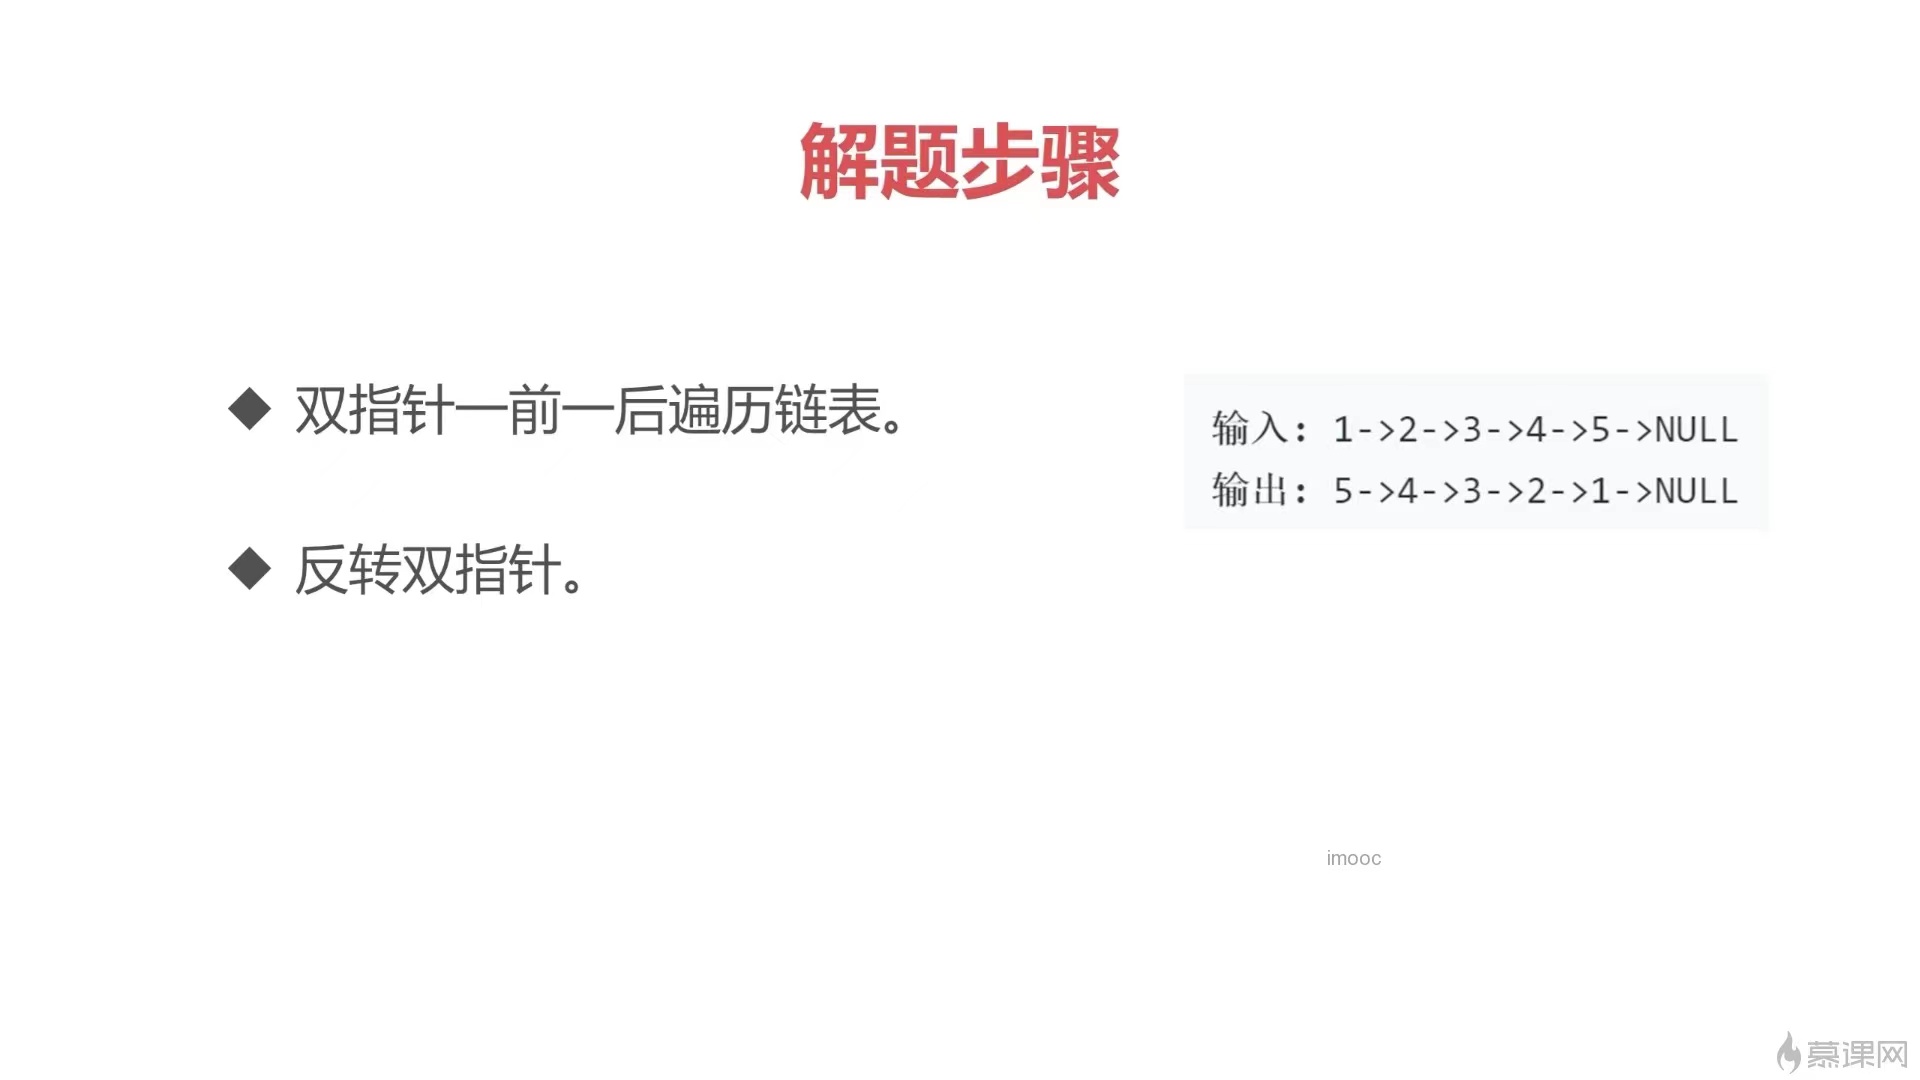 解题步骤
◆ 双指针一前一后遍历链表。
◆ 反转双指针。
输入: 1->2->3->4->5->NULL
输出: 5->4->3->2->1->NULL
imooc
慕课网